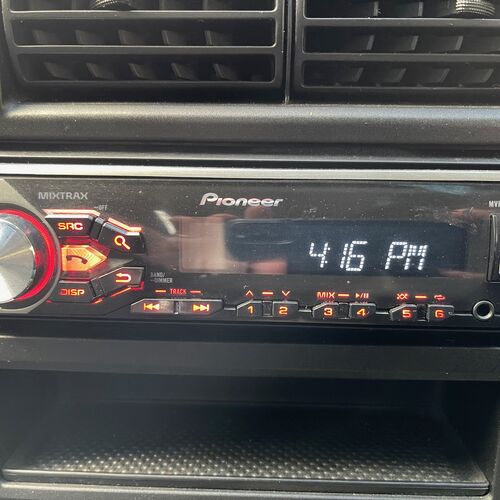 MIXTRAX
Pioneer
OFF
SRC
4:16 PM
BAND/
DIMMER
DISP
TRACK
MIX
1 2 3 4 5 6